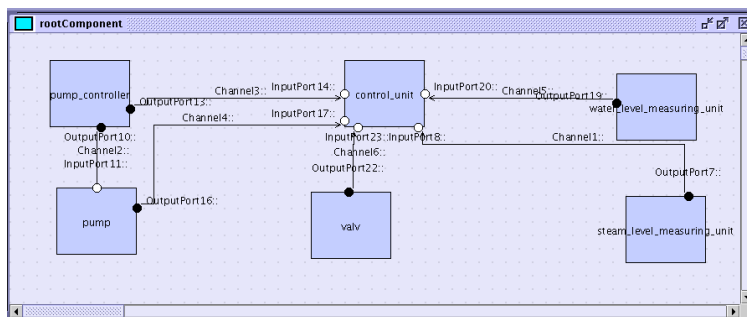 rootComponent
pump_controller
OutputPort13::
Channel3::
InputPort14::
control_unit
InputPort20::
Channel5::
OutputPort19::
water_level_measuring_unit
InputPort17::
Channel4::
OutputPort10::
Channel2::
InputPort11::
InputPort23::
InputPort8::
Channel6::
OutputPort22::
Channel1::
OutputPort7::
pump
OutputPort16::
valv
steam_level_measuring_unit